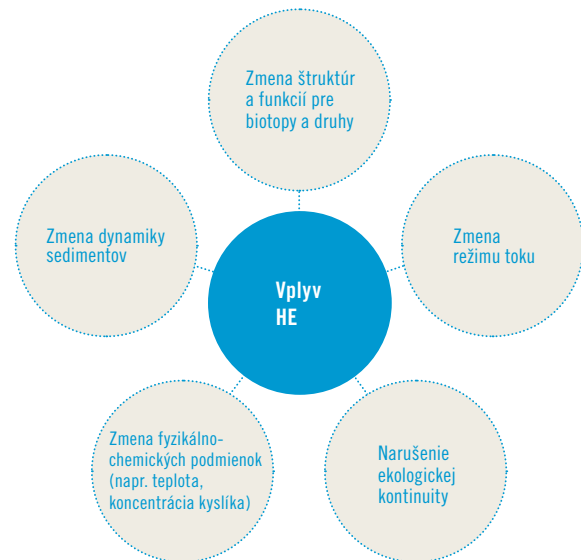 Zmena štruktúr
a funkcií pre
biotopy a druhy
Zmena dynamiky
sedimentov
Zmena
režimu toku
Vplyv
HE
Zmena fyzikálno-
chemických podmienok
(napr. teplota,
koncentrácia kyslíka)
Narušenie
ekologickej
kontinuity